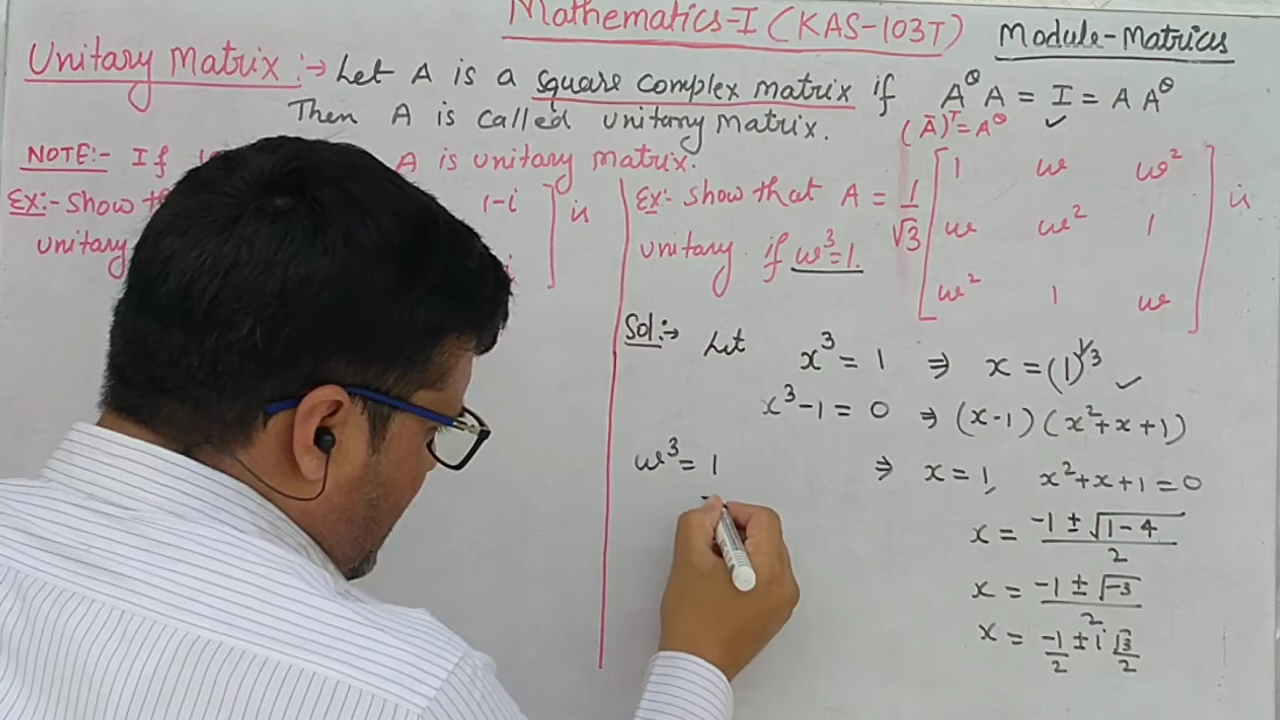 Mathematics-I (KAS-103T) Module-Matrices
Unitary Matrix :→ Let A is a square complex matrix if A^θ A = I = A A^θ
Then A is called unitary matrix. (Ā)^T = A^θ ✓
NOTE:- If A is unitary matrix.
Ex:- Show 1-i is
unitary i
Ex:- Show that A = 1/√3 [ 1 ω ω² is
unitary if ω³=1. ω ω² 1
ω² 1 ω ]
Sol:→ Let x³ = 1 ⇒ x = (1)^1/3 ✓
x³-1 = 0 ⇒ (x-1) (x²+x+1)
ω³ = 1 ⇒ x = 1, x²+x+1 = 0
x = -1 ± √1-4 / 2
x = -1 ± √-3 / 2
x = -1/2 ± i √3/2